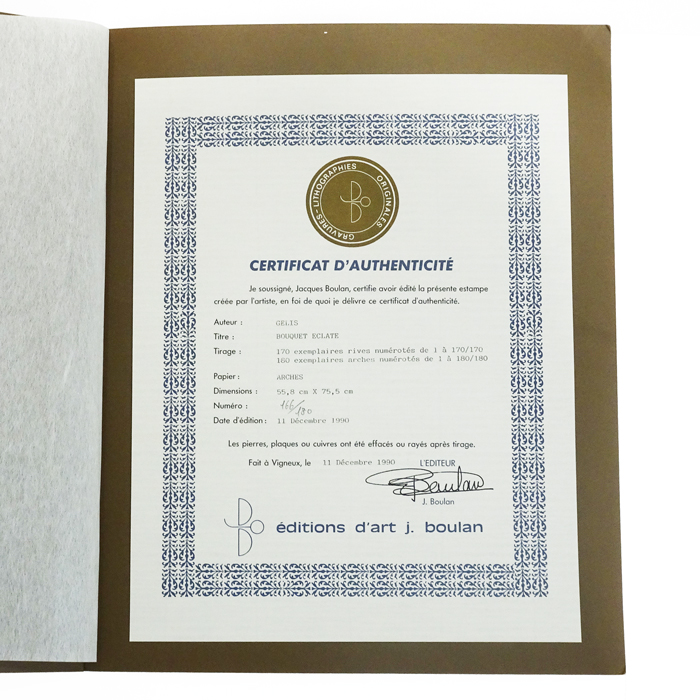 GRAVURES - LITHOGRAPHIES ORIGINALES
CERTIFICAT D'AUTHENTICITÉ
Je soussigné, Jacques Boulan, certifie avoir édité la présente estampe
créée par l'artiste, en foi de quoi je délivre ce certificat d'authenticité.
Auteur : GELIS
Titre : BOUQUET ECLATE
Tirage : 170 exemplaires rives numérotés de 1 à 170/170
180 exemplaires arches numérotés de 1 à 180/180
Papier : ARCHES
Dimensions : 55,8 cm X 75,5 cm
Numéro : 166/180
Date d'édition : 11 Décembre 1990
Les pierres, plaques ou cuivres ont été effacés ou rayés après tirage.
Fait à Vigneux, le 11 Décembre 1990 L'EDITEUR
Boulan
J. Boulan
éditions d'art j. boulan